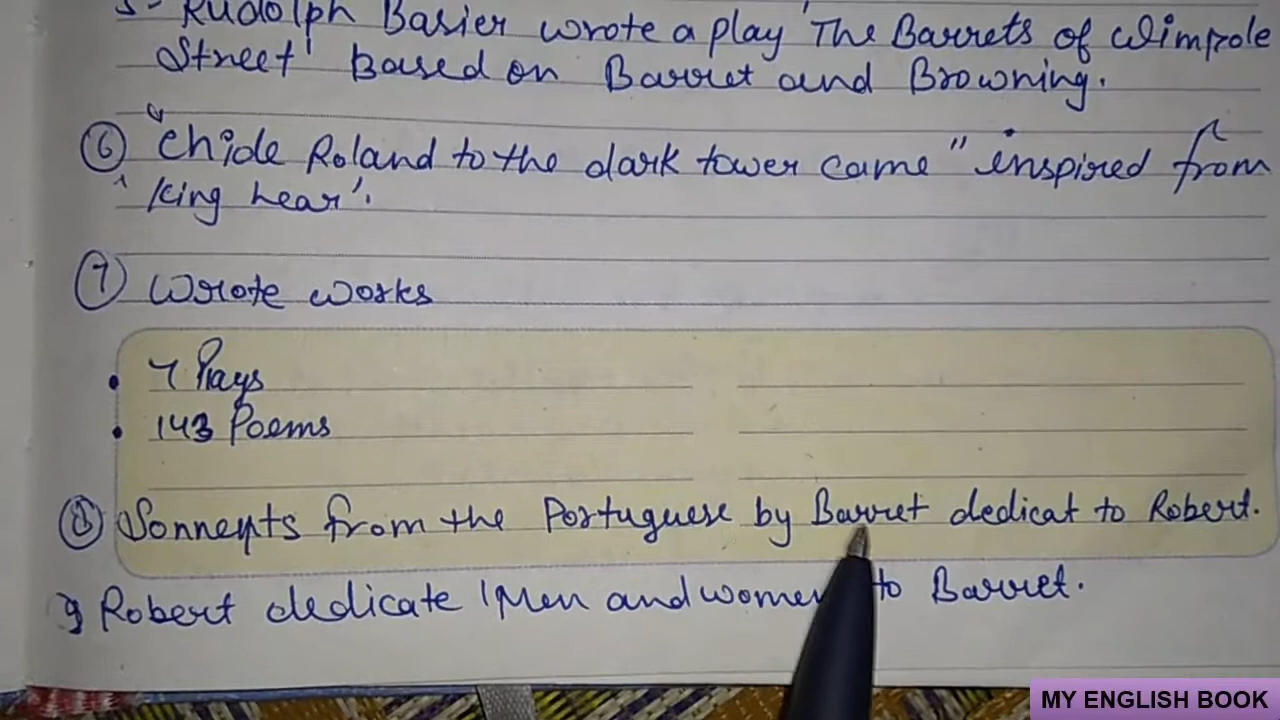 5- Rudolph Basier wrote a play 'The Barrets of Wimpole
Street' Based on Barret and Browning.
⑥ "Chide Roland to the dark tower came" inspired from
'King Lear'.
⑦ Wrote works
• 7 Plays
• 143 Poems
⑧ Sonneyts from the Portuguese by Barret dedicat to Robert.
9 Robert dedicate 'Men and women to Barret.
MY ENGLISH BOOK